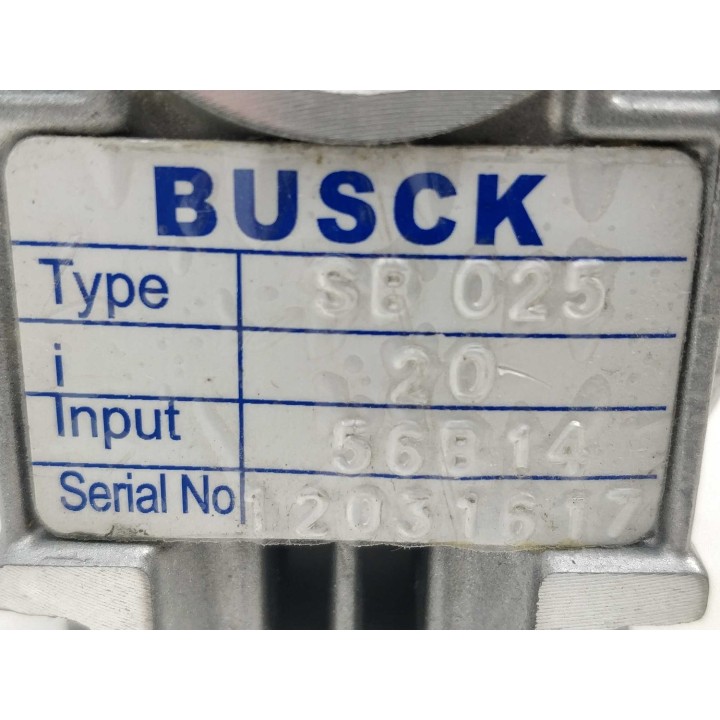 BUSCK
Type SB 025
i 20
Input 56B14
Serial No 12031617